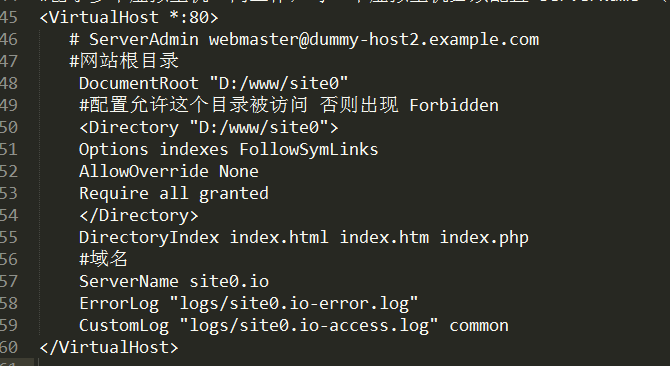 45 <VirtualHost *:80>
46 # ServerAdmin webmaster@dummy-host2.example.com
47 #网站根目录
48 DocumentRoot "D:/www/site0"
49 #配置允许这个目录被访问 否则出现 Forbidden
50 <Directory "D:/www/site0">
51 Options indexes FollowSymLinks
52 AllowOverride None
53 Require all granted
54 </Directory>
55 DirectoryIndex index.html index.htm index.php
56 #域名
57 ServerName site0.io
58 ErrorLog "logs/site0.io-error.log"
59 CustomLog "logs/site0.io-access.log" common
60 </VirtualHost>